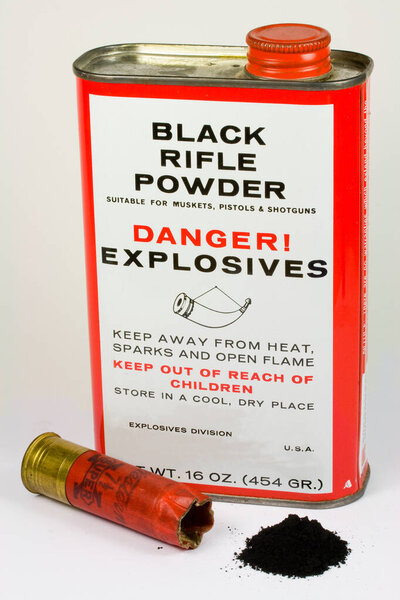 BLACK
RIFLE
POWDER
SUITABLE FOR MUSKETS, PISTOLS & SHOTGUNS
DANGER!
EXPLOSIVES
KEEP AWAY FROM HEAT,
SPARKS AND OPEN FLAME
KEEP OUT OF REACH OF
CHILDREN
STORE IN A COOL, DRY PLACE
EXPLOSIVES DIVISION
U.S.A.
WT. 16 OZ. (454 GR.)